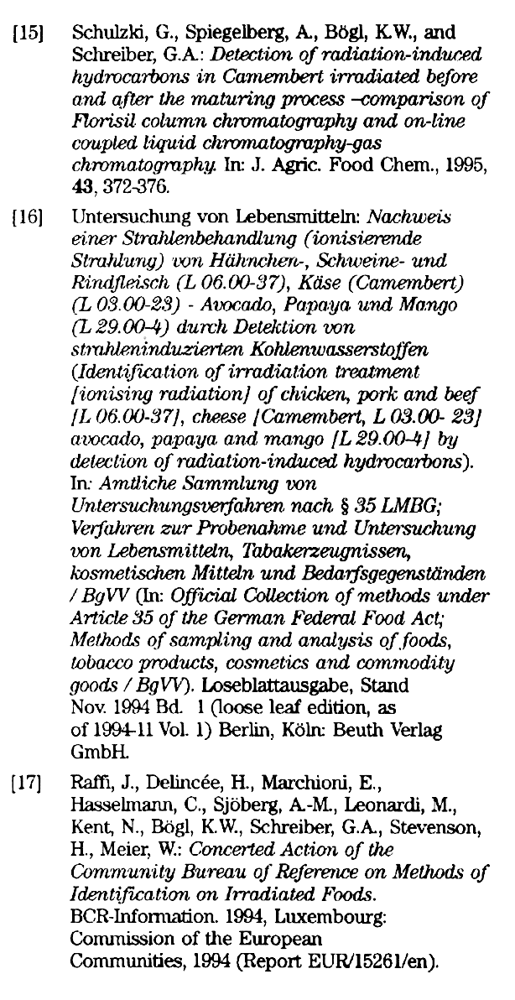 [15] Schulzki, G., Spiegelberg, A., Bögl, K.W., and
Schreiber, G.A.: Detection of radiation-induced
hydrocarbons in Camembert irradiated before
and after the maturing process –comparison of
Florisil column chromatography and on-line
coupled liquid chromatography-gas
chromatography. In: J. Agric. Food Chem., 1995,
43, 372-376.
[16] Untersuchung von Lebensmitteln: Nachweis
einer Strahlenbehandlung (ionisierende
Strahlung) von Hähnchen-, Schweine- und
Rindfleisch (L 06.00-37), Käse (Camembert)
(L 03.00-23) - Avocado, Papaya und Mango
(L 29.00-4) durch Detektion von
strahleninduzierten Kohlenwasserstoffen
(Identification of irradiation treatment
[ionising radiation] of chicken, pork and beef
[L 06.00-37], cheese [Camembert, L 03.00- 23]
avocado, papaya and mango [L 29.00-4] by
detection of radiation-induced hydrocarbons).
In: Amtliche Sammlung von
Untersuchungsverfahren nach § 35 LMBG;
Verfahren zur Probenahme und Untersuchung
von Lebensmitteln, Tabakerzeugnissen,
kosmetischen Mitteln und Bedarfsgegenständen
/ BgVV (In: Official Collection of methods under
Article 35 of the German Federal Food Act;
Methods of sampling and analysis of foods,
tobacco products, cosmetics and commodity
goods / BgVV). Loseblattausgabe, Stand
Nov. 1994 Bd. 1 (loose leaf edition, as
of 1994-11 Vol. 1) Berlin, Köln: Beuth Verlag
GmbH.
[17] Raffi, J., Delincée, H., Marchioni, E.,
Hasselmann, C., Sjöberg, A.-M., Leonardi, M.,
Kent, N., Bögl, K.W., Schreiber, G.A., Stevenson,
H., Meier, W.: Concerted Action of the
Community Bureau of Reference on Methods of
Identification on Irradiated Foods.
BCR-Information. 1994, Luxembourg:
Commission of the European
Communities, 1994 (Report EUR/15261/en).